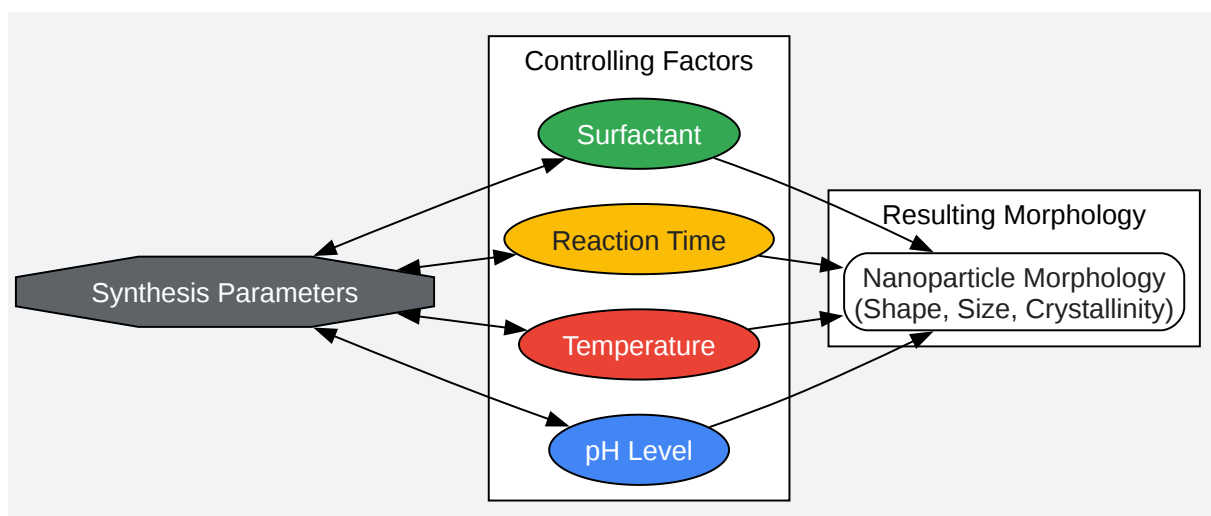 Controlling Factors
Surfactant
Reaction Time
Temperature
pH Level
Synthesis Parameters
Resulting Morphology
Nanoparticle Morphology
(Shape, Size, Crystallinity)